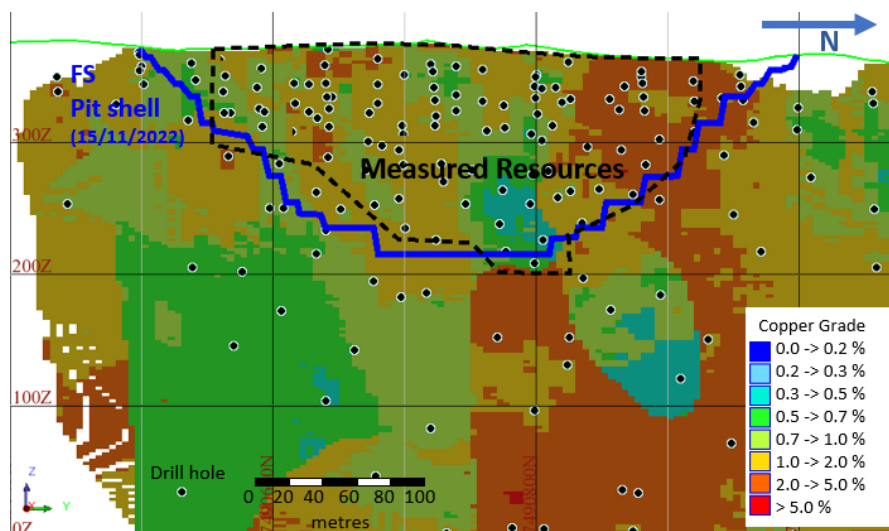 N
FS
Pit shell
(15/11/2022)
300Z
Measured Resources
200Z
100Z
Copper Grade
0.0 -> 0.2 %
0.2 -> 0.3 %
0.3 -> 0.5 %
0.5 -> 0.7 %
0.7 -> 1.0 %
1.0 -> 2.0 %
2.0 -> 5.0 %
> 5.0 %
Drill hole
0 20 40 60 80 100
metres
7490800N
Z
X
Y
0Z